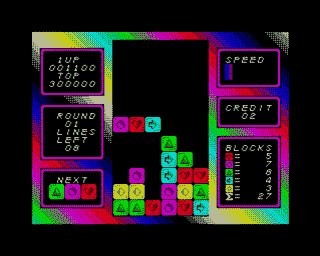 1UP
001100
TOP
300000
SPEED
ROUND
01
LINES
LEFT
08
CREDIT
02
NEXT
BLOCKS
= 5
= 7
= 8
= 4
= 3
Σ= 27